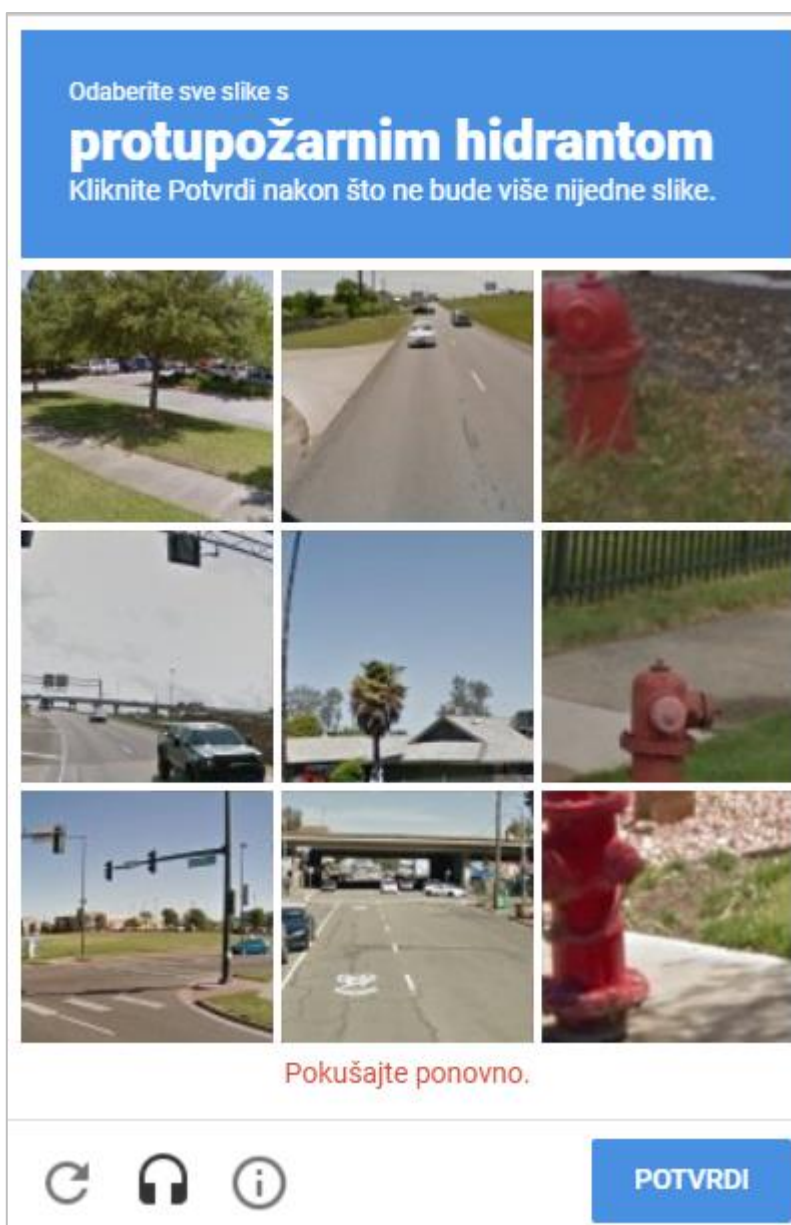 Odaberite sve slike s
protupožarnim hidrantom
Kliknite Potvrdi nakon što ne bude više nijedne slike.
Pokušajte ponovno.
POTVRDI